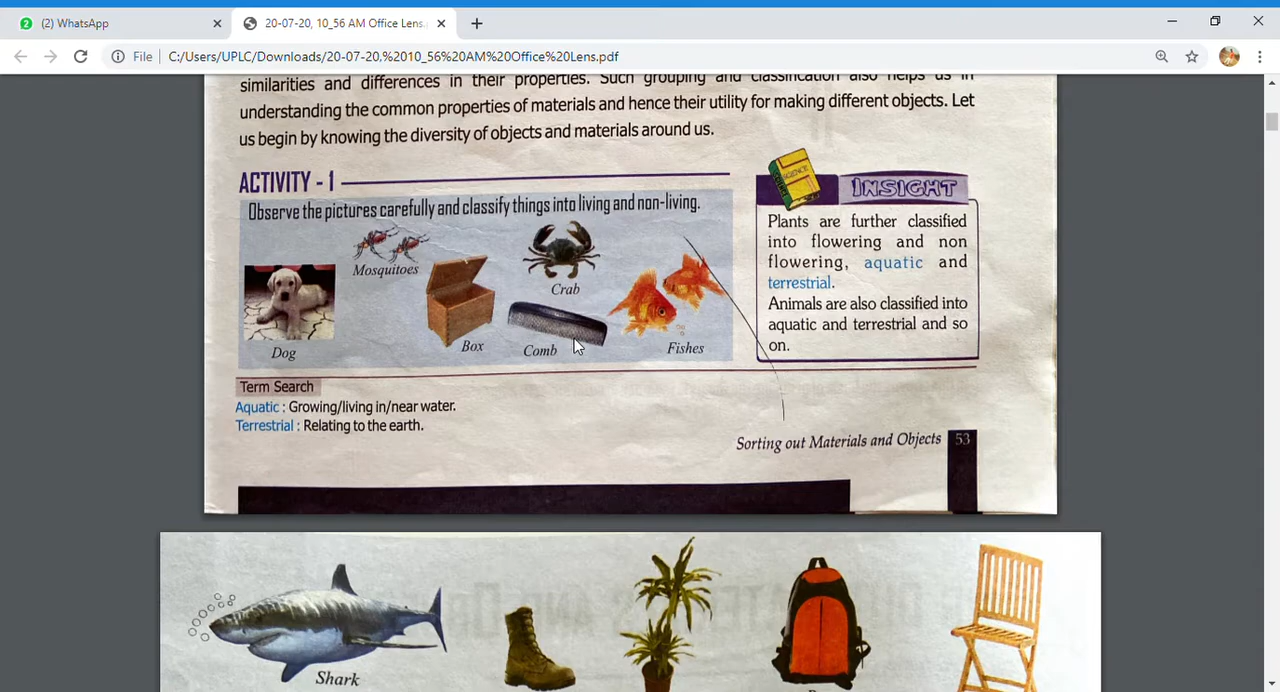 (2) WhatsApp
20-07-20, 10_56 AM Office Lens.
File
C:/Users/UPLC/Downloads/20-07-20,%2010_56%20AM%20Office%20Lens.pdf
similarities and differences in their properties. Such grouping and classification also helps us in
understanding the common properties of materials and hence their utility for making different objects. Let
us begin by knowing the diversity of objects and materials around us.
ACTIVITY - 1
Observe the pictures carefully and classify things into living and non-living.
Mosquitoes
Crab
Dog
Box
Comb
Fishes
SCIENCE
INSIGHT
Plants are further classified
into flowering and non
flowering, aquatic and
terrestrial.
Animals are also classified into
aquatic and terrestrial and so
on.
Term Search
Aquatic : Growing/living in/near water.
Terrestrial : Relating to the earth.
Sorting out Materials and Objects 53
Shark